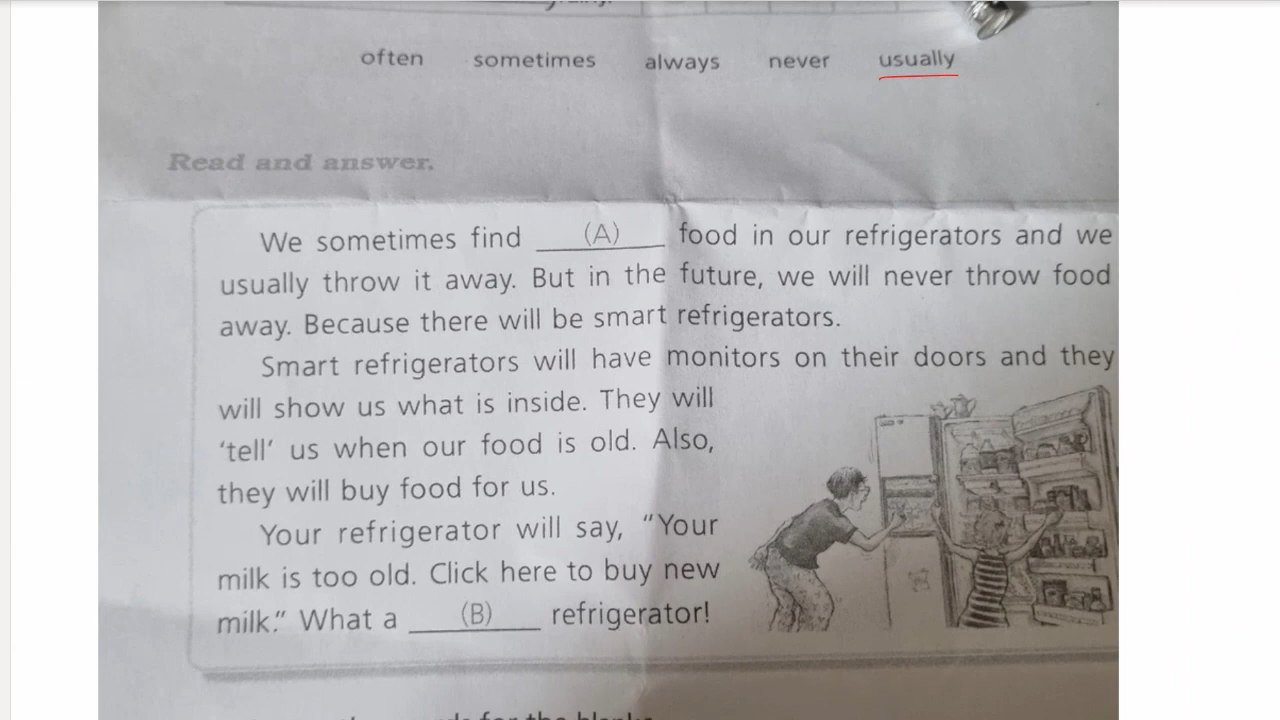 often sometimes always never usually
Read and answer.
We sometimes find (A) food in our refrigerators and we
usually throw it away. But in the future, we will never throw food
away. Because there will be smart refrigerators.
Smart refrigerators will have monitors on their doors and they
will show us what is inside. They will
‘tell’ us when our food is old. Also,
they will buy food for us.
Your refrigerator will say, “Your
milk is too old. Click here to buy new
milk.” What a (B) refrigerator!
for the blanks